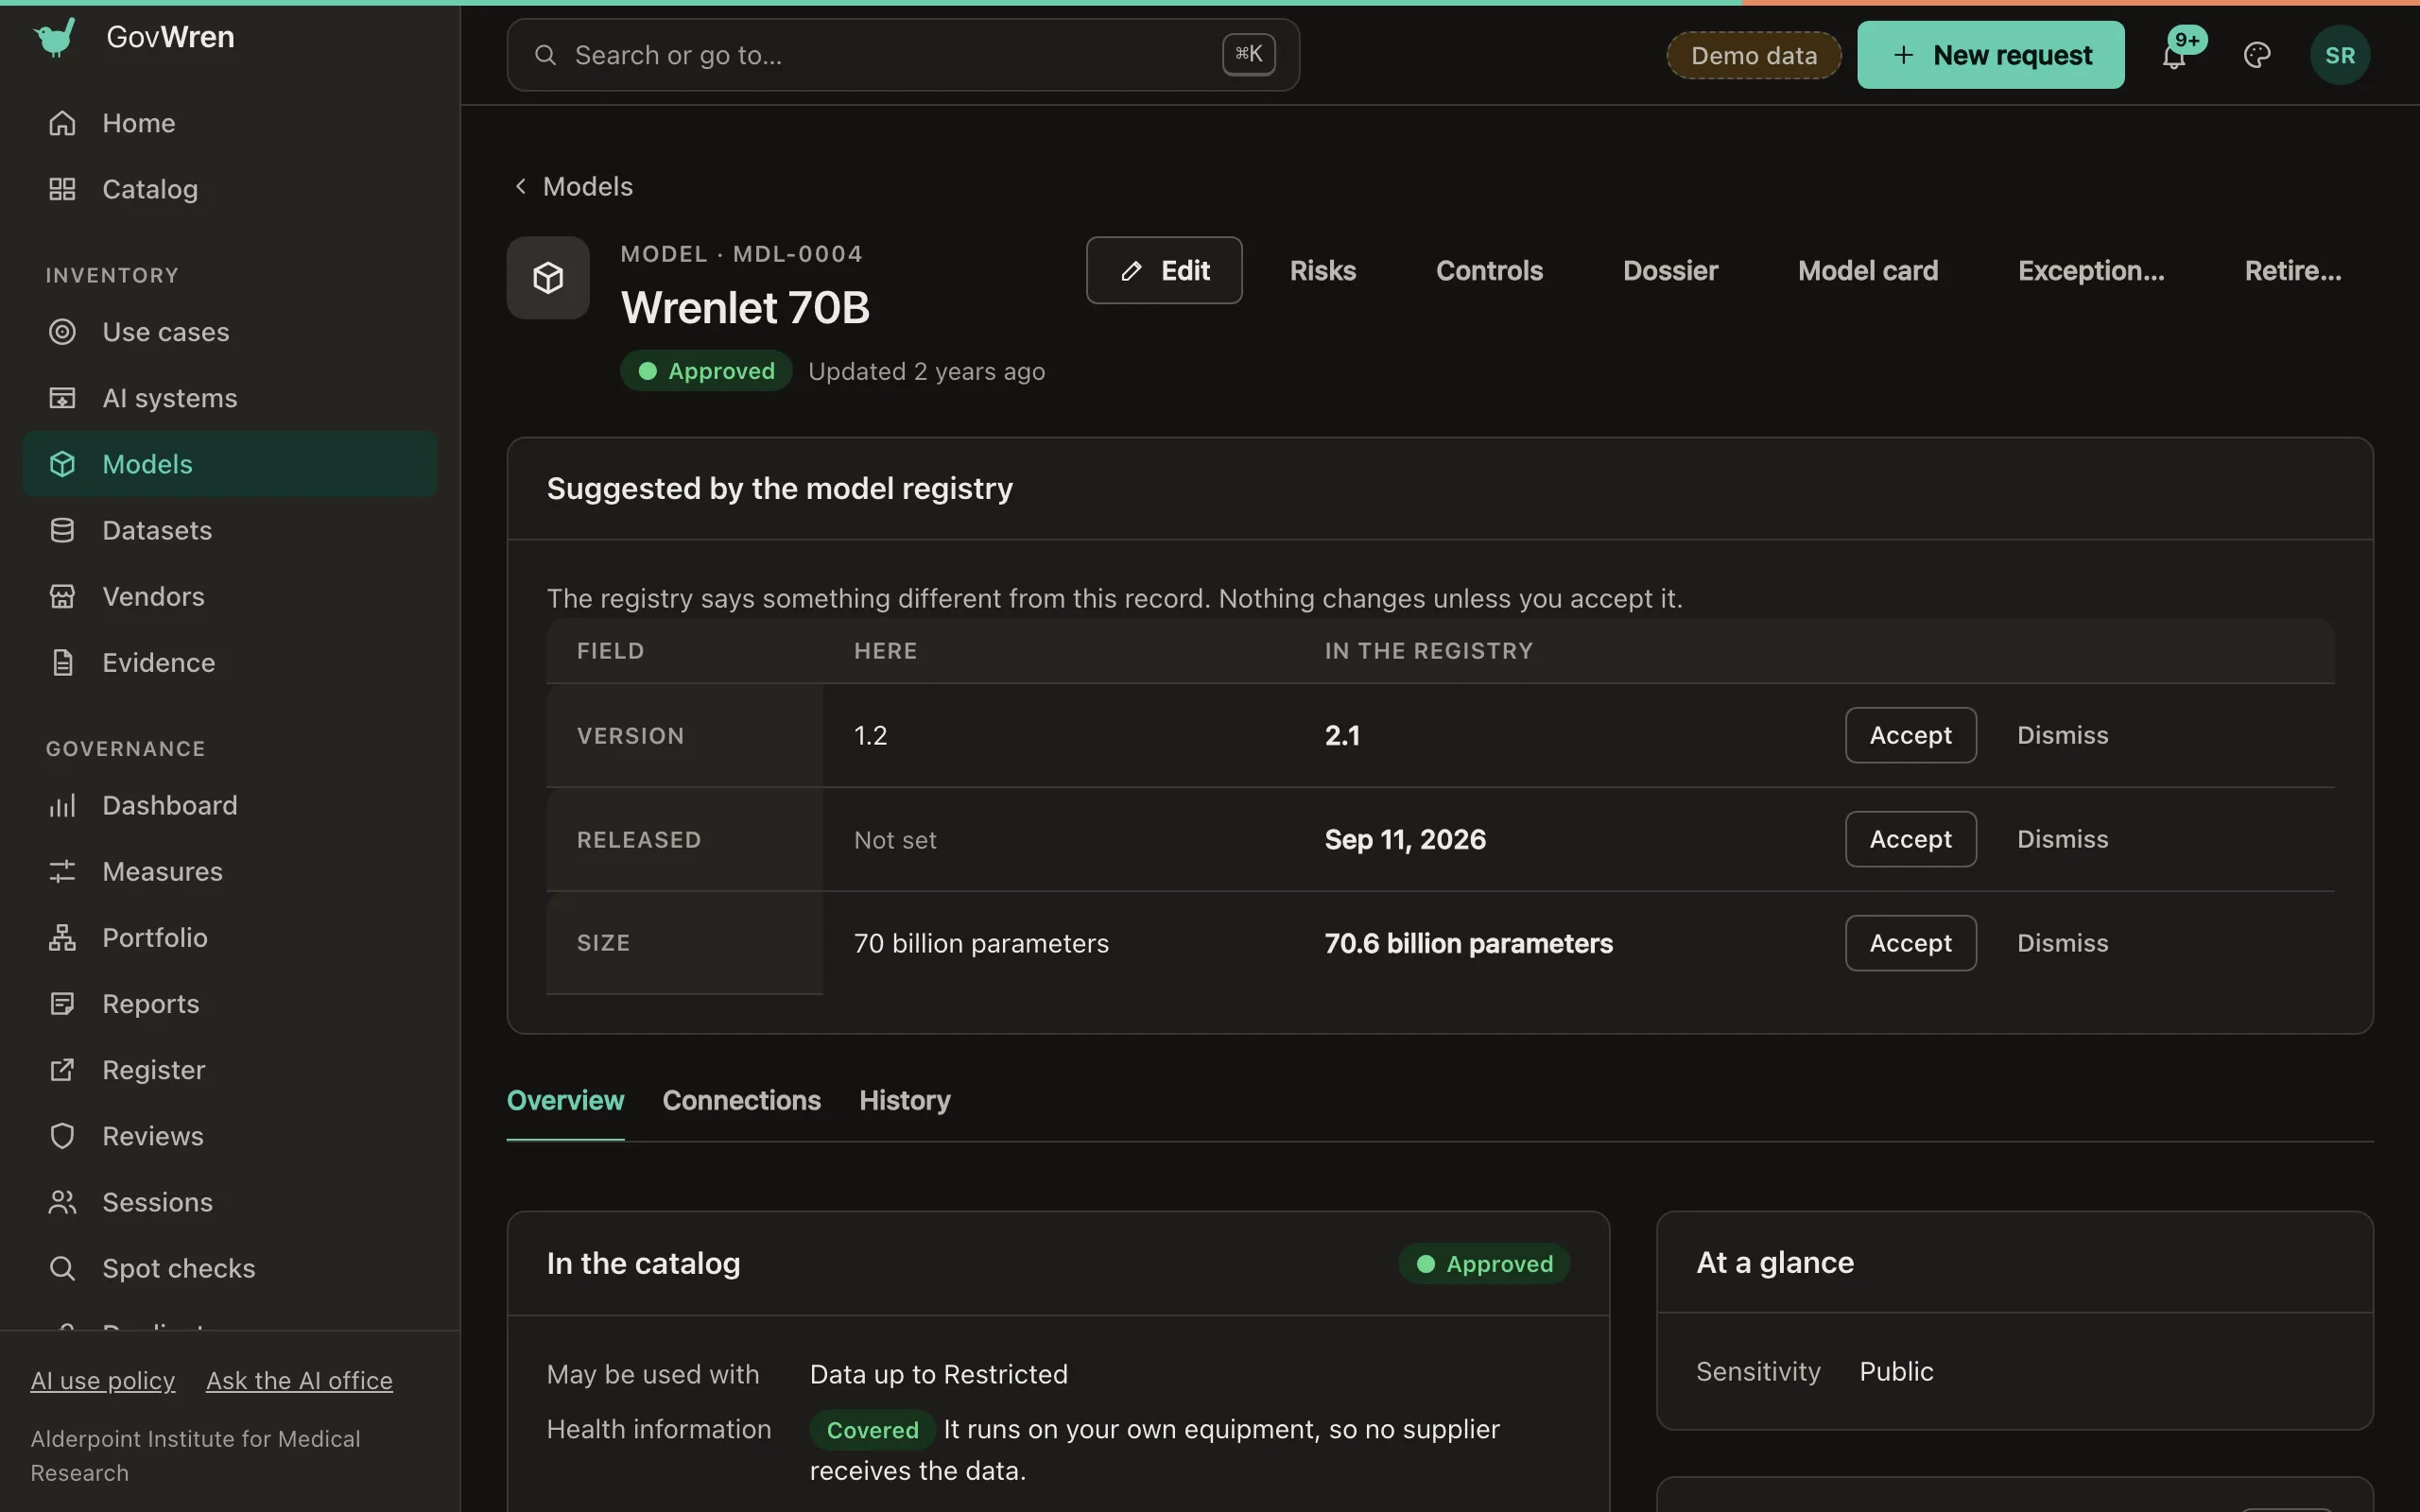 GovWren
Search or go to...
⌘K
Demo data
+ New request
9+
SR
Home
Catalog
INVENTORY
Use cases
AI systems
Models
Datasets
Vendors
Evidence
GOVERNANCE
Dashboard
Measures
Portfolio
Reports
Register
Reviews
Sessions
Spot checks
AI use policy
Ask the AI office
Alderpoint Institute for Medical
Research
Models
MODEL · MDL-0004
Wrenlet 70B
Approved
Updated 2 years ago
Edit
Risks
Controls
Dossier
Model card
Exception...
Retire...
Suggested by the model registry
The registry says something different from this record. Nothing changes unless you accept it.
FIELD HERE IN THE REGISTRY
VERSION 1.2 2.1 Accept Dismiss
RELEASED Not set Sep 11, 2026 Accept Dismiss
SIZE 70 billion parameters 70.6 billion parameters Accept Dismiss
Overview
Connections
History
In the catalog
Approved
May be used with Data up to Restricted
Health information Covered It runs on your own equipment, so no supplier
receives the data.
At a glance
Sensitivity Public